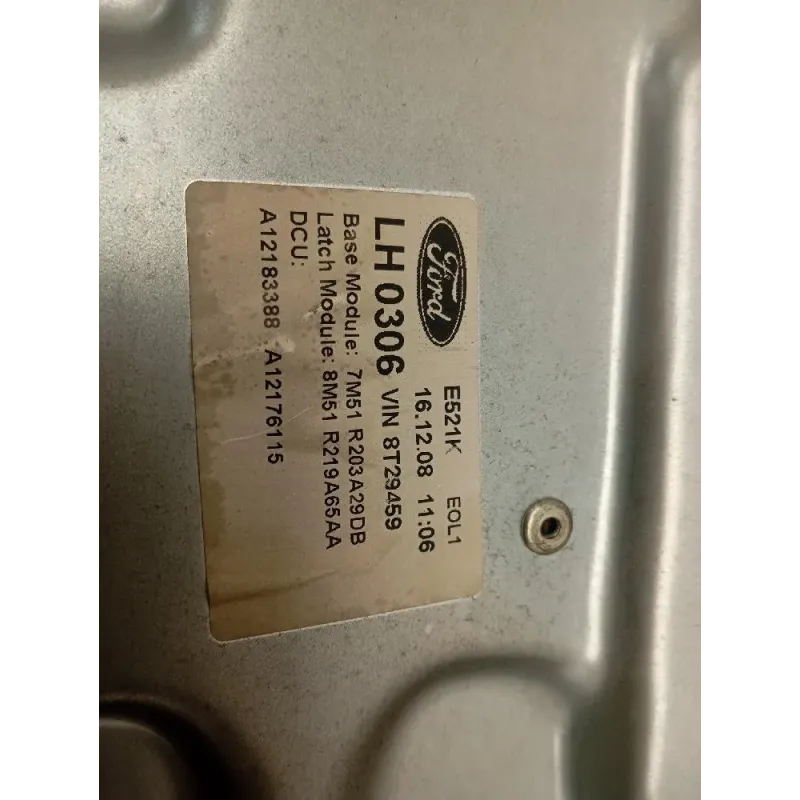 Ford
E521K EOL1
16.12.08 11:06
LH 0306 VIN 8T29459
Base Module: 7M51 R203A29DB
Latch Module: 8M51 R219A65AA
DCU:
A12183388 A12176115